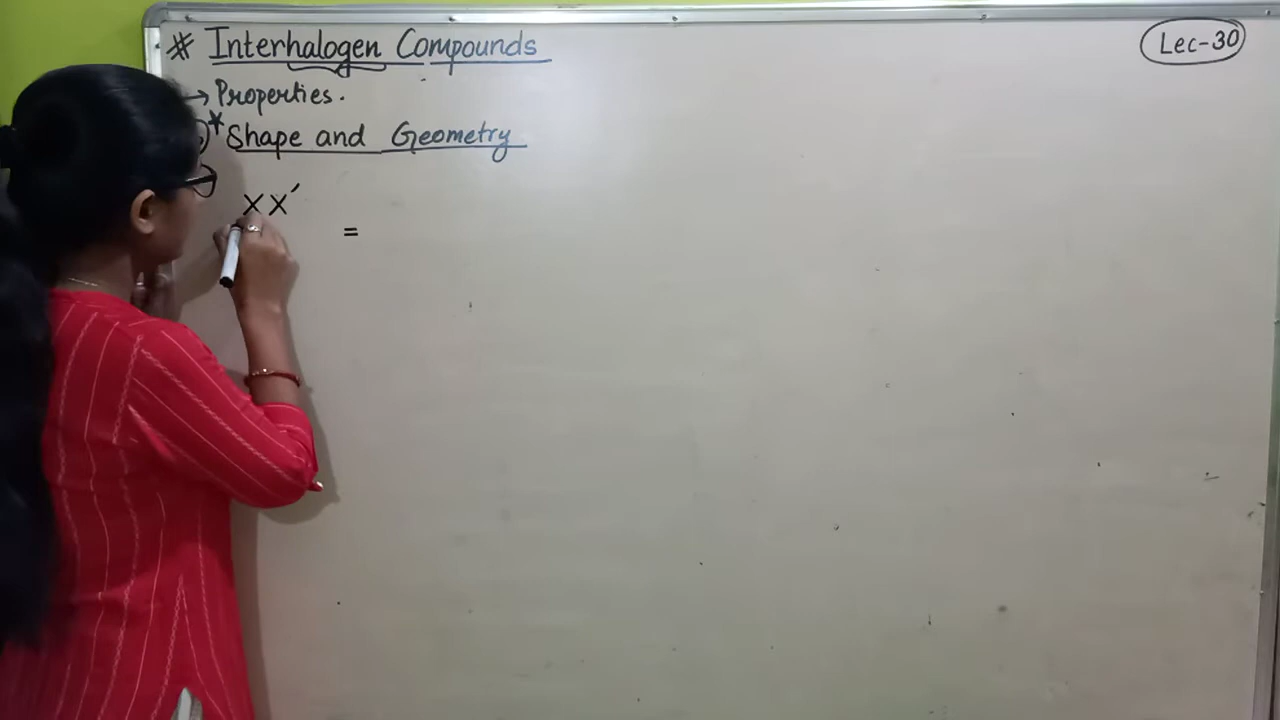 # Interhalogen Compounds
Lec-30
→ Properties.
* Shape and Geometry
XX′
=